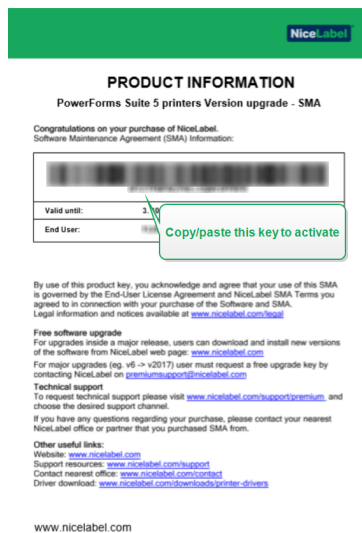 NiceLabel
PRODUCT INFORMATION
PowerForms Suite 5 printers Version upgrade - SMA
Congratulations on your purchase of NiceLabel.
Software Maintenance Agreement (SMA) Information:
Valid until:
End User:
Copy/paste this key to activate
By use of this product key, you acknowledge and agree that your use of this SMA
is governed by the End-User License Agreement and NiceLabel SMA Terms you
agreed to in connection with your purchase of the Software and SMA.
Legal information and notices available at www.nicelabel.com/legal
Free software upgrade
For upgrades inside a major release, users can download and install new versions
of the software from NiceLabel web page: www.nicelabel.com
For major upgrades (eg. v6 -> v2017) user must request a free upgrade key by
contacting NiceLabel on premiumsupport@nicelabel.com
Technical support
To request technical support please visit www.nicelabel.com/support/premium and
choose the desired support channel.
If you have any questions regarding your purchase, please contact your nearest
NiceLabel office or partner that you purchased SMA from.
Other useful links:
Website: www.nicelabel.com
Support resources: www.nicelabel.com/support
Contact nearest office: www.nicelabel.com/contact
Driver download: www.nicelabel.com/downloads/printer-drivers
www.nicelabel.com